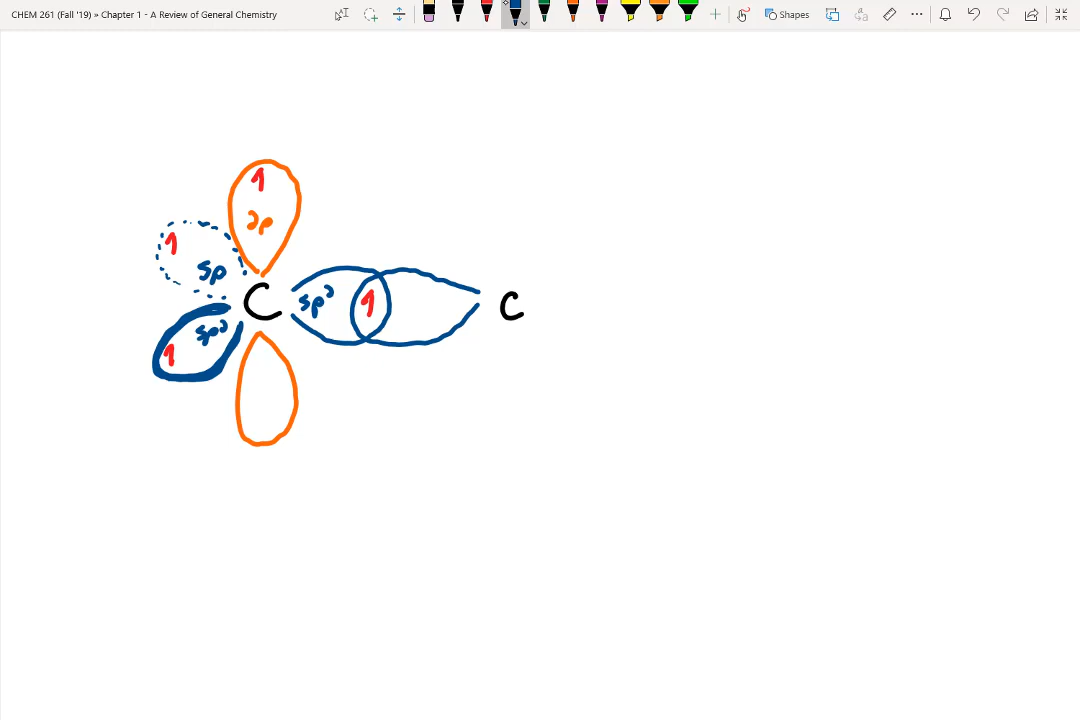 CHEM 261 (Fall '19) » Chapter 1 - A Review of General Chemistry
Shapes
1
2p
1
sp
C
sp²
1
C
sp²
1